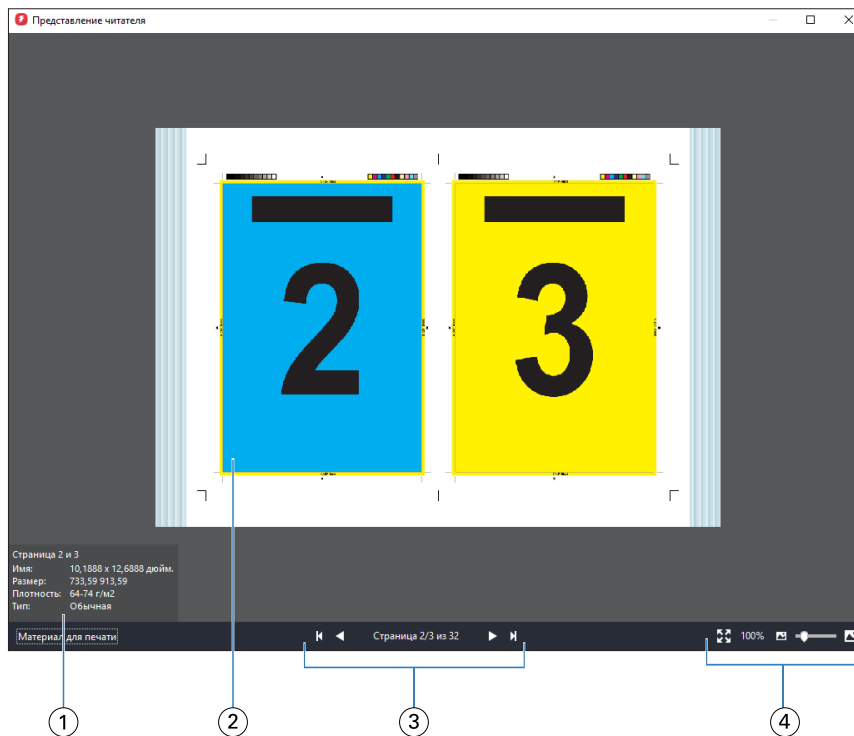 Представление читателя
2
3
Страница 2 и 3
Имя: 10,1888 x 12,6888 дюйм.
Размер: 733,59 913,59
Плотность: 64-74 г/м2
Тип: Обычная
Материал для печати
Страница 2/3 из 32
100%
1
2
3
4